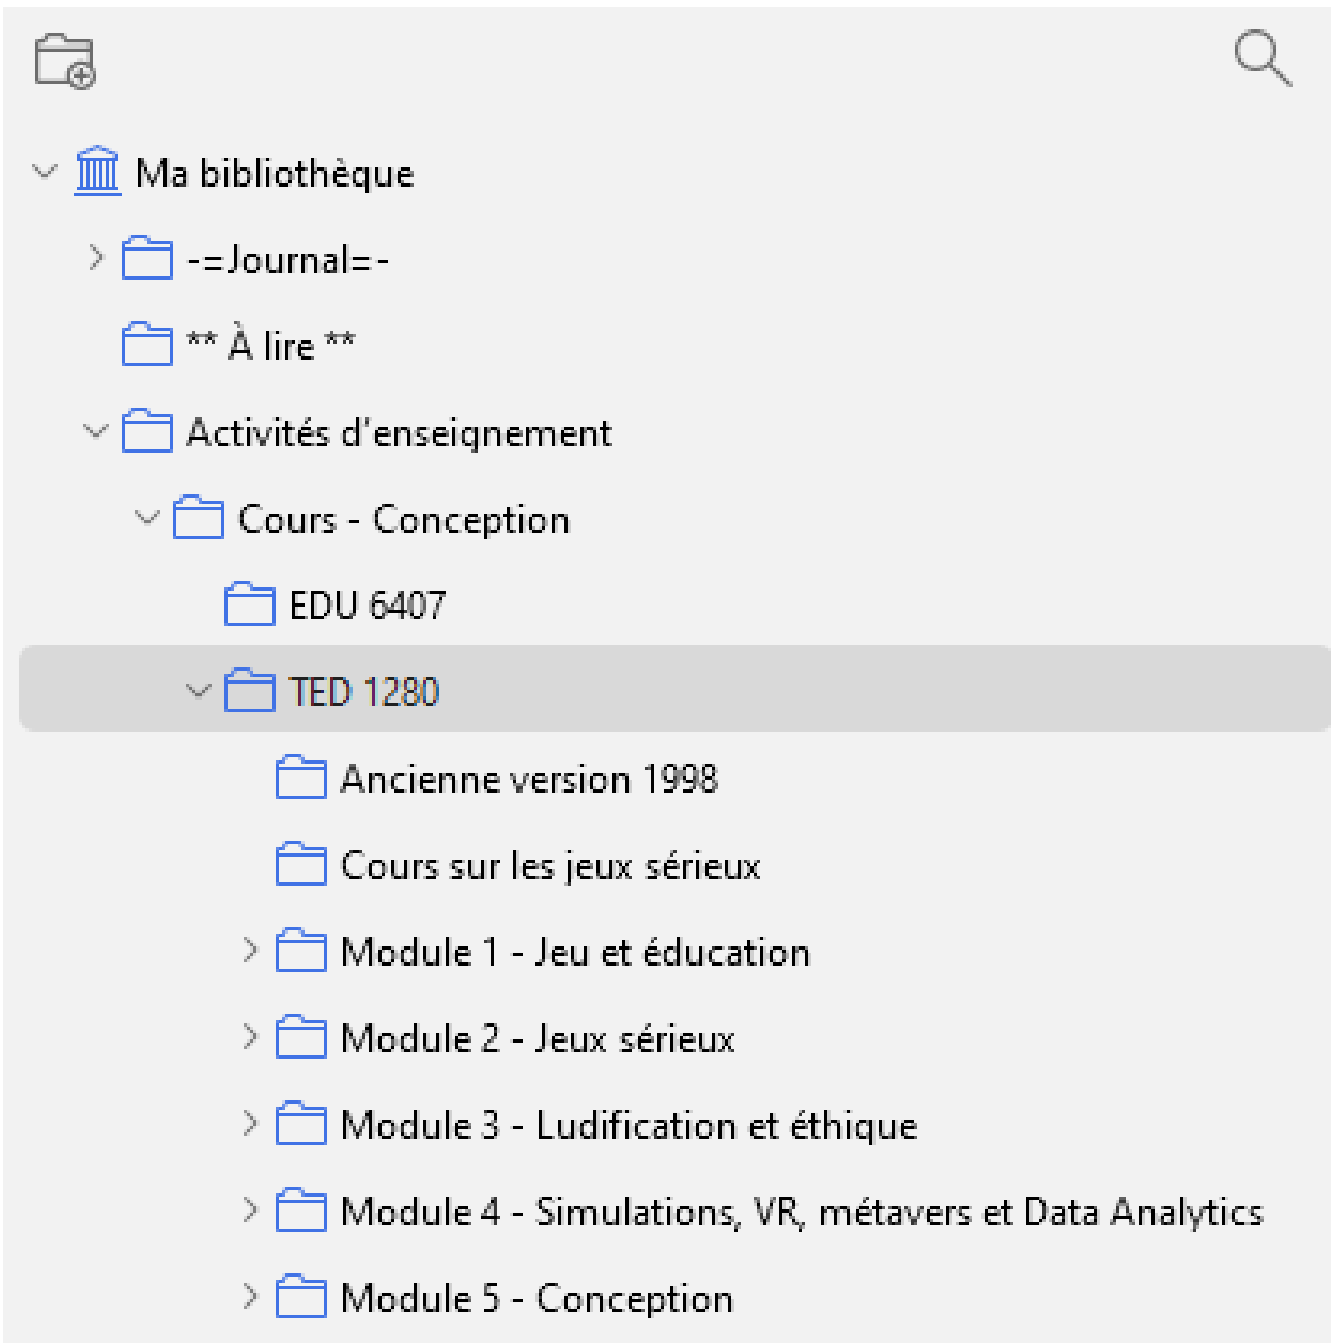 Ma bibliothèque
-=Journal=-
** À lire **
Activités d'enseignement
Cours - Conception
EDU 6407
TED 1280
Ancienne version 1998
Cours sur les jeux sérieux
Module 1 - Jeu et éducation
Module 2 - Jeux sérieux
Module 3 - Ludification et éthique
Module 4 - Simulations, VR, métavers et Data Analytics
Module 5 - Conception